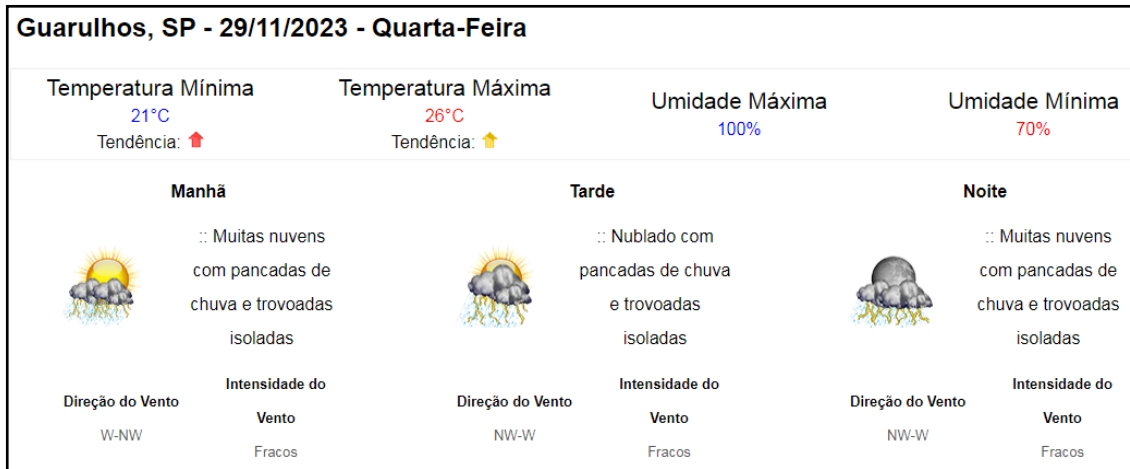 Guarulhos, SP - 29/11/2023 - Quarta-Feira
Temperatura Mínima
21°C
Tendência:
Temperatura Máxima
26°C
Tendência:
Umidade Máxima
100%
Umidade Mínima
70%
Manhã
:: Muitas nuvens
com pancadas de
chuva e trovoadas
isoladas
Direção do Vento
W-NW
Intensidade do
Vento
Fracos
Tarde
:: Nublado com
pancadas de chuva
e trovoadas
isoladas
Direção do Vento
NW-W
Intensidade do
Vento
Fracos
Noite
:: Muitas nuvens
com pancadas de
chuva e trovoadas
isoladas
Direção do Vento
NW-W
Intensidade do
Vento
Fracos